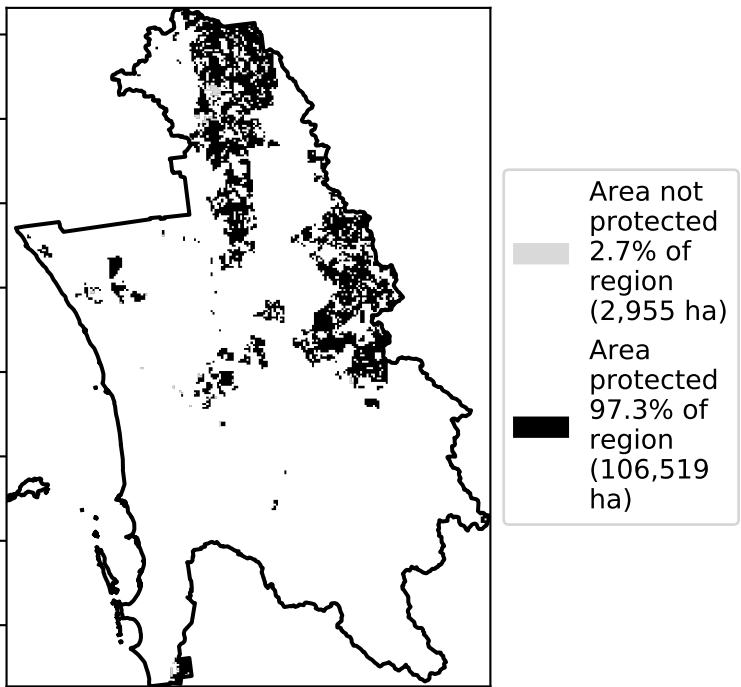 Area not
protected
2.7% of
region
(2,955 ha)
Area
protected
97.3% of
region
(106,519
ha)